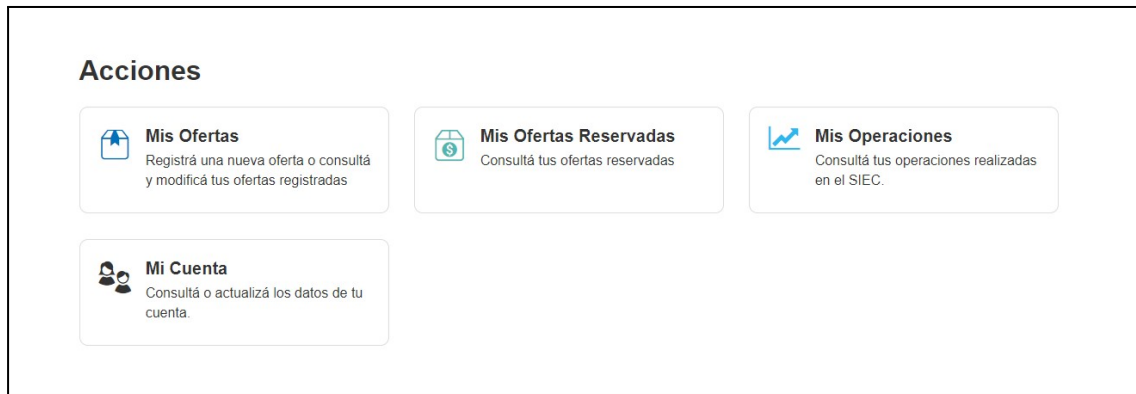 Acciones
Mis Ofertas
Registrá una nueva oferta o consultá
y modificá tus ofertas registradas
Mis Ofertas Reservadas
Consultá tus ofertas reservadas
Mis Operaciones
Consultá tus operaciones realizadas
en el SIEC.
Mi Cuenta
Consultá o actualizá los datos de tu
cuenta.